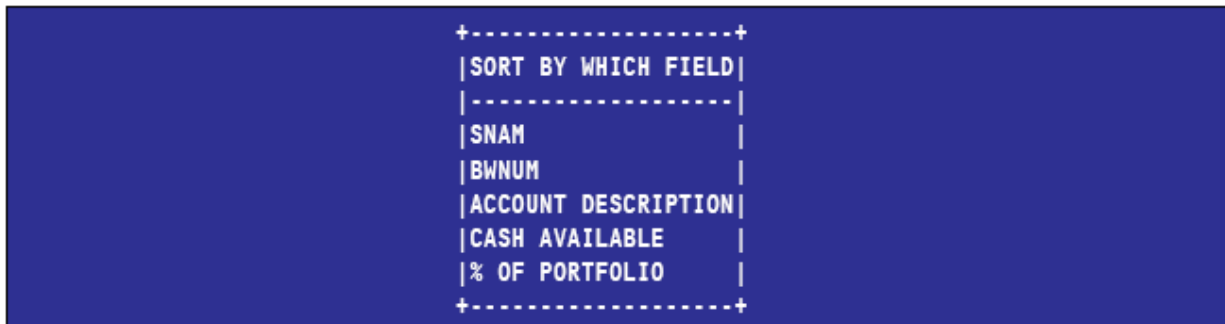 +-------------------+
|SORT BY WHICH FIELD|
|-------------------|
|SNAM               |
|BWNUM              |
|ACCOUNT DESCRIPTION|
|CASH AVAILABLE     |
|% OF PORTFOLIO     |
+-------------------+